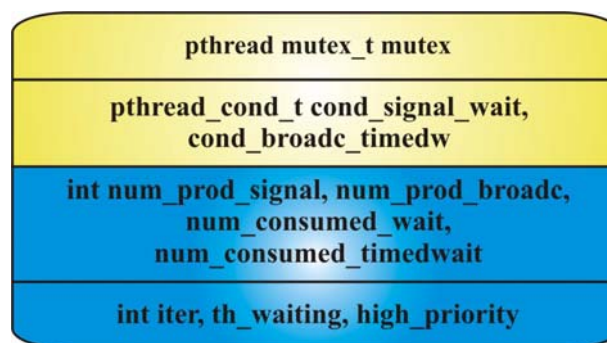 pthread mutex_t mutex
pthread_cond_t cond_signal_wait,
cond_broadc_timedw
int num_prod_signal, num_prod_broadc,
num_consumed_wait,
num_consumed_timedwait
int iter, th_waiting, high_priority